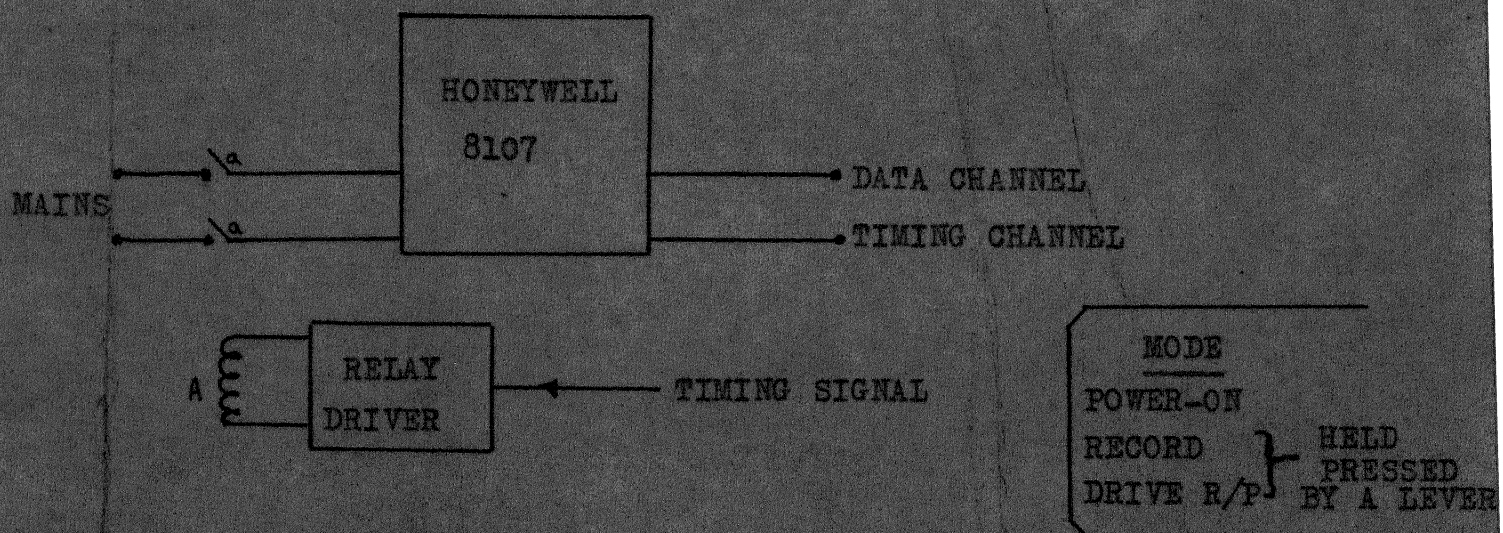 HONEYWELL
8107
a
a
MAINS
DATA CHANNEL
TIMING CHANNEL
A
RELAY
DRIVER
TIMING SIGNAL
MODE
POWER-ON
RECORD
DRIVE R/P
HELD
PRESSED
BY A LEVER